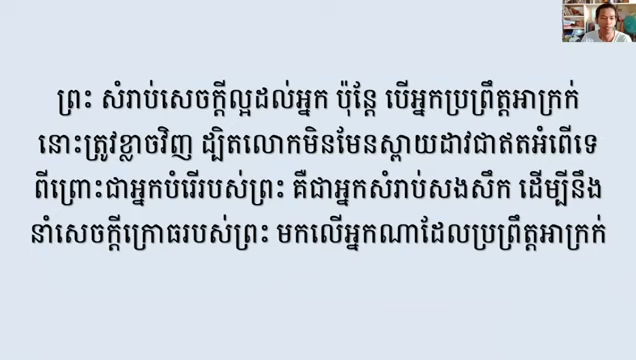 ព្រះ សំរាប់សេចក្ដីល្អដល់អ្នក ប៉ុន្តែ បើអ្នកប្រព្រឹត្តអាក្រក់
នោះត្រូវខ្លាចវិញ ដ្បិតលោកមិនមែនស្ពាយដាវជាឥតអំពើទេ
ពីព្រោះជាអ្នកបំរើរបស់ព្រះ គឺជាអ្នកសំរាប់សងសឹក ដើម្បីនឹង
នាំសេចក្ដីក្រោធរបស់ព្រះ មកលើអ្នកណាដែលប្រព្រឹត្តអាក្រក់